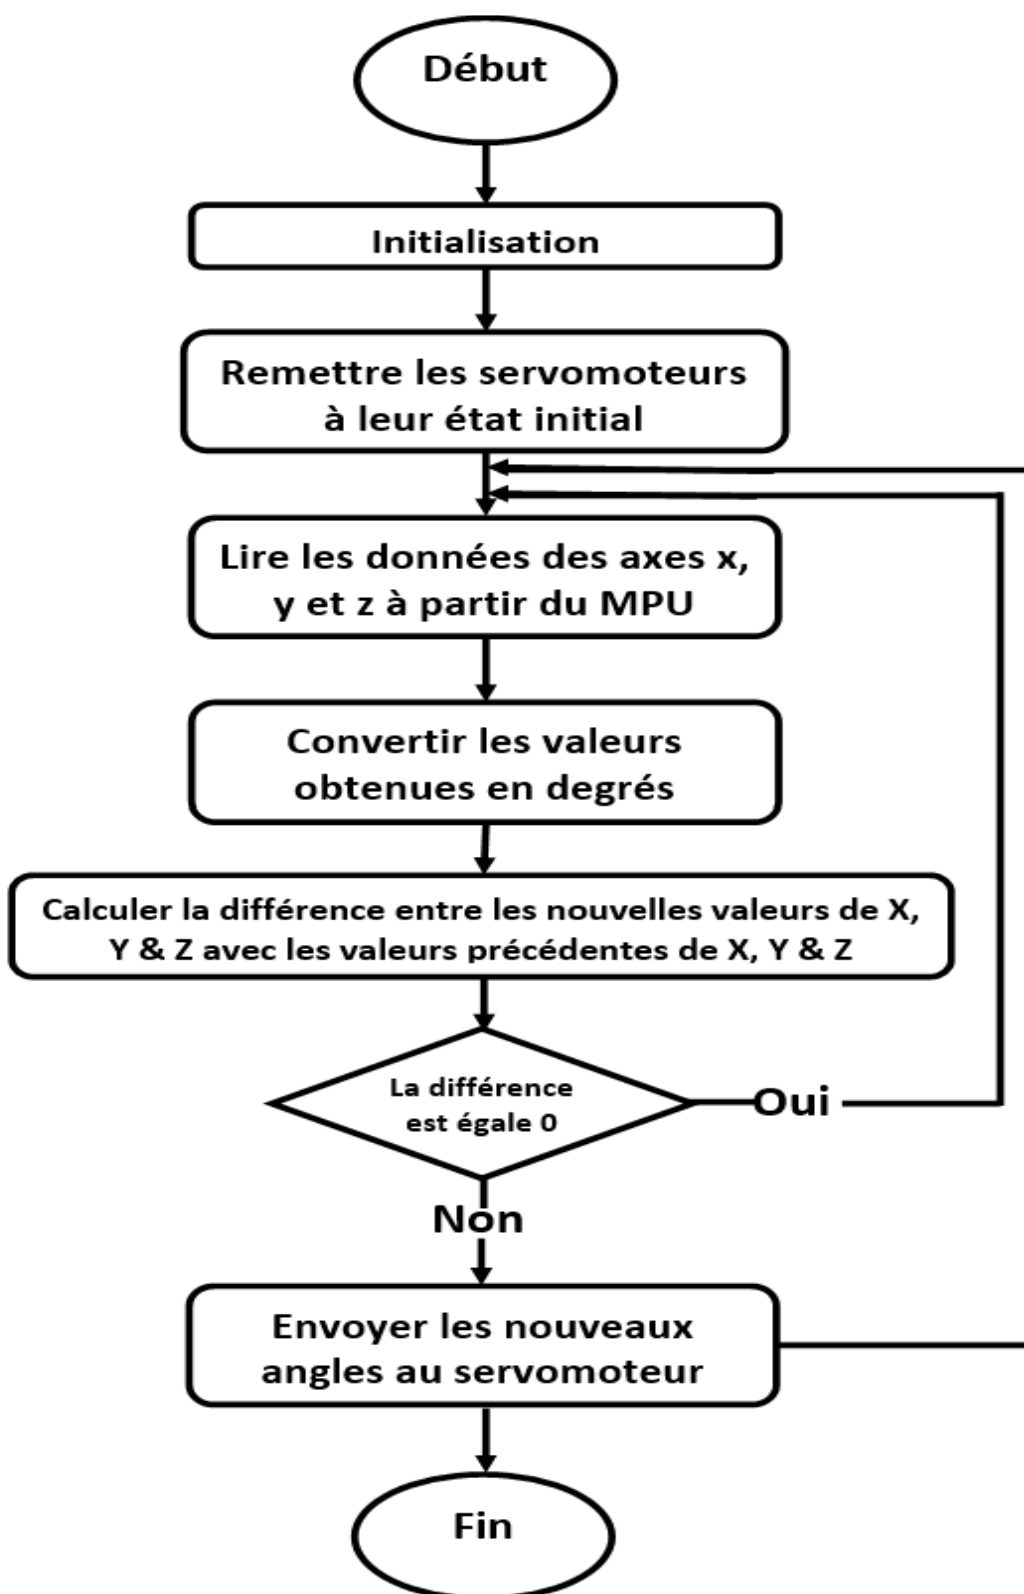 Début
Initialisation
Remettre les servomoteurs
à leur état initial
Lire les données des axes x,
y et z à partir du MPU
Convertir les valeurs
obtenues en degrés
Calculer la différence entre les nouvelles valeurs de X,
Y & Z avec les valeurs précédentes de X, Y & Z
La différence
est égale 0
Oui
Non
Envoyer les nouveaux
angles au servomoteur
Fin